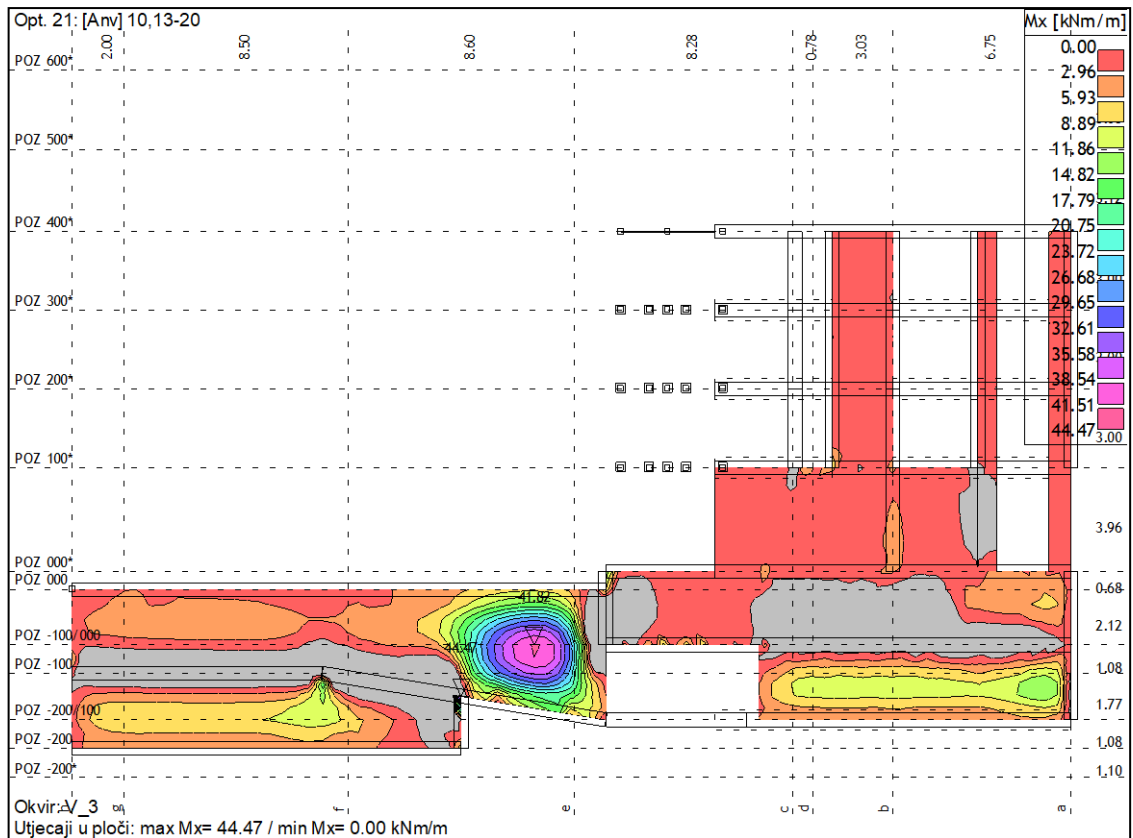 Opt. 21: [Anv] 10,13-20
Mx [kNm/m]
2.00
8.50
8.60
8.28
0.78
3.03
6.75
0.00
2.96
5.93
8.89
11.86
14.82
17.79
20.75
23.72
26.68
29.65
32.61
35.58
38.54
41.51
44.47
POZ 600*
POZ 500*
POZ 400*
POZ 300*
POZ 200*
POZ 100*
3.00
3.96
POZ 000*
POZ 000
0.68
41.82
POZ -100/000
44.47
2.12
POZ -100
1.08
POZ -200/100
1.77
POZ -200
1.08
POZ -200*
1.10
g
f
e
c
d
b
a
Okvir: V_3
Utjecaji u ploči: max Mx= 44.47 / min Mx= 0.00 kNm/m